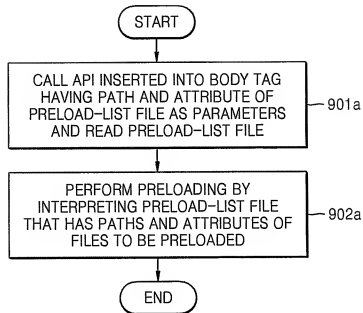 START
CALL API INSERTED INTO BODY TAG
HAVING PATH AND ATTRIBUTE OF
PRELOAD-LIST FILE AS PARAMETERS
AND READ PRELOAD-LIST FILE
901a
PERFORM PRELOADING BY
INTERPRETING PRELOAD-LIST FILE
THAT HAS PATHS AND ATTRIBUTES OF
FILES TO BE PRELOADED
902a
END